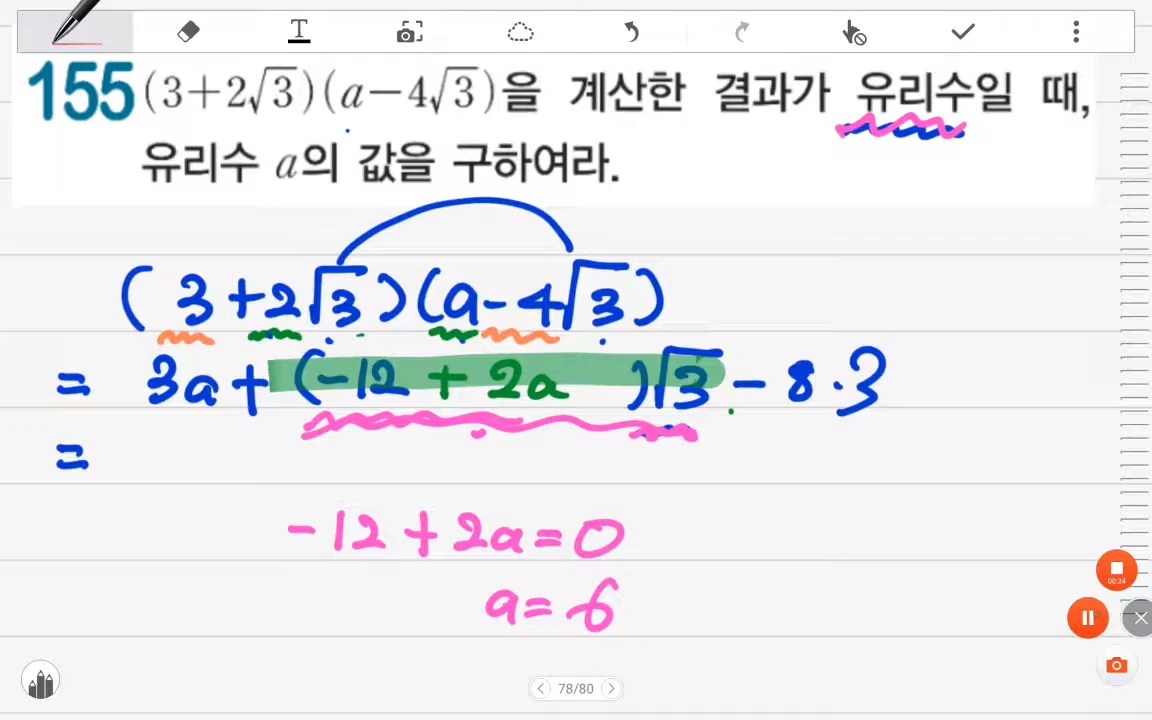 T
155 (3+2√3)(a−4√3)을 계산한 결과가 유리수일 때,
유리수 a의 값을 구하여라.
(3+2√3)(a-4√3)
= 3a+(-12+2a )√3-8·3
=
-12+2a=0
a=6
00:24
78/80